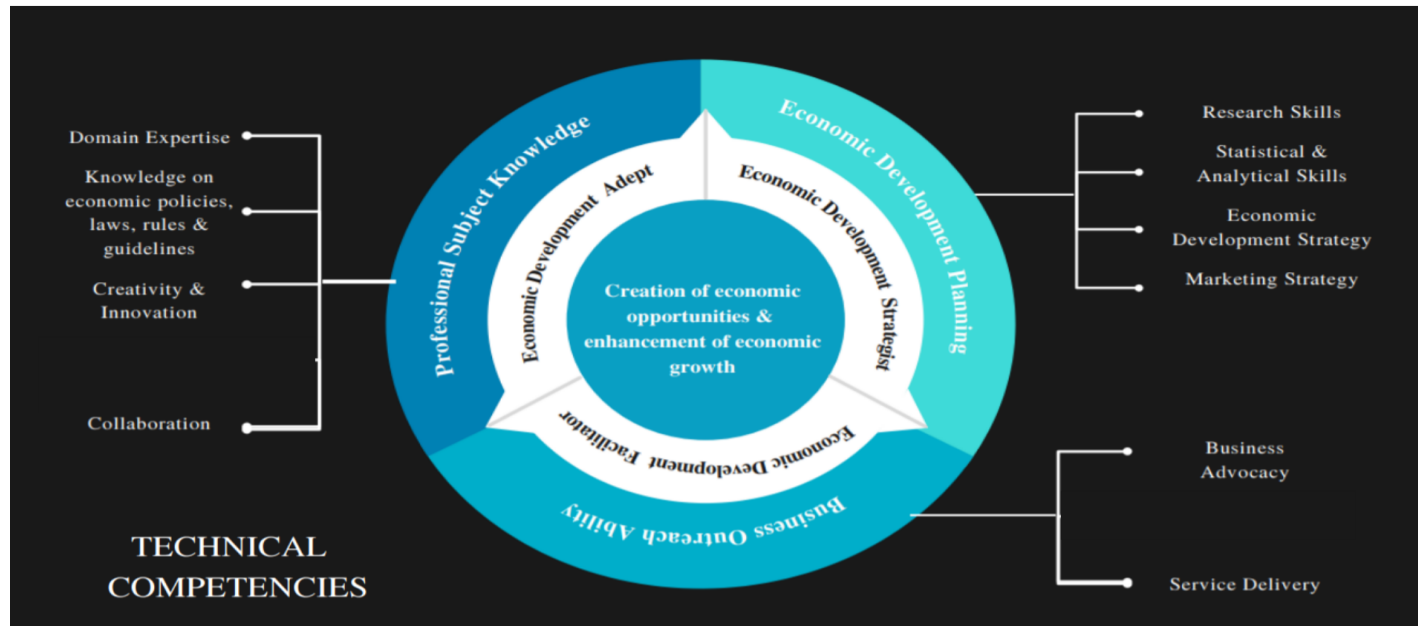 Domain Expertise
Knowledge on
economic policies,
laws, rules &
guidelines
Creativity &
Innovation
Collaboration
TECHNICAL
COMPETENCIES
Professional Subject Knowledge
Economic Development Adept
Economic Development Planning
Economic Development Strategist
Creation of economic
opportunities &
enhancement of economic
growth
Economic Development Facilitator
Business Outreach Ability
Research Skills
Statistical &
Analytical Skills
Economic
Development Strategy
Marketing Strategy
Business
Advocacy
Service Delivery